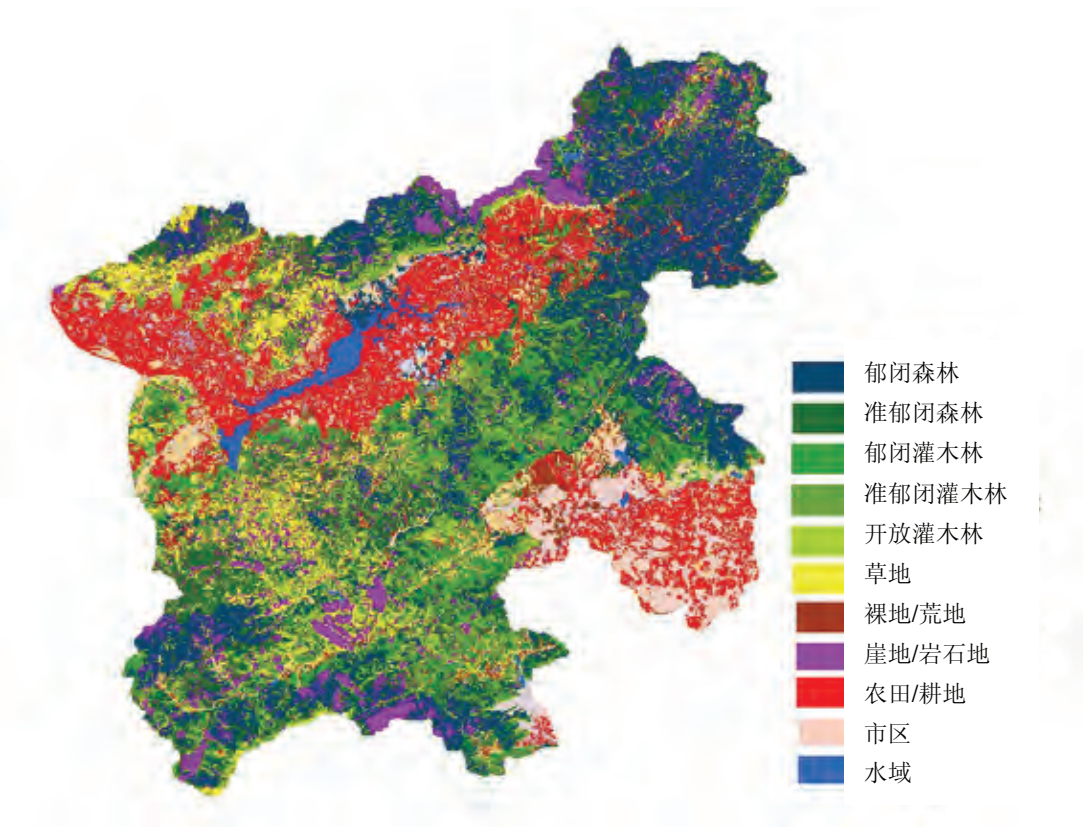 郁闭森林
准郁闭森林
郁闭灌木林
准郁闭灌木林
开放灌木林
草地
裸地/荒地
崖地/岩石地
农田/耕地
市区
水域